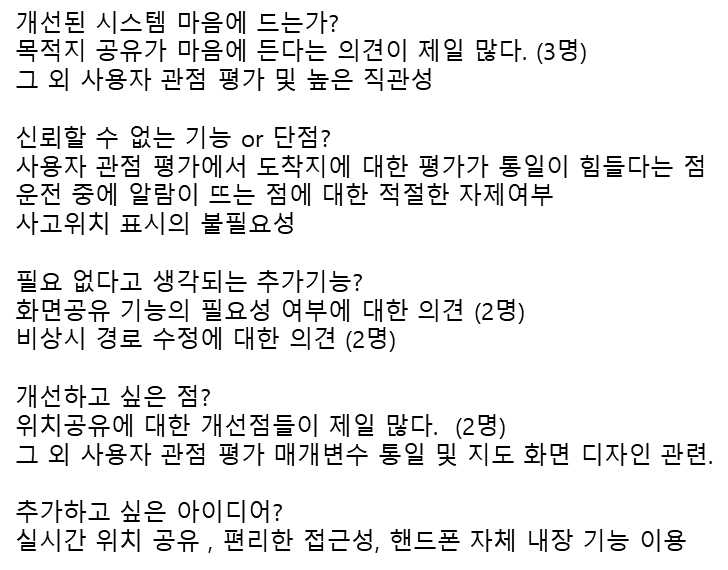 개선된 시스템 마음에 드는가?
목적지 공유가 마음에 든다는 의견이 제일 많다. (3명)
그 외 사용자 관점 평가 및 높은 직관성
신뢰할 수 없는 기능 or 단점?
사용자 관점 평가에서 도착지에 대한 평가가 통일이 힘들다는 점
운전 중에 알람이 뜨는 점에 대한 적절한 자제여부
사고위치 표시의 불필요성
필요 없다고 생각되는 추가기능?
화면공유 기능의 필요성 여부에 대한 의견 (2명)
비상시 경로 수정에 대한 의견 (2명)
개선하고 싶은 점?
위치공유에 대한 개선점들이 제일 많다.  (2명)
그 외 사용자 관점 평가 매개변수 통일 및 지도 화면 디자인 관련.
추가하고 싶은 아이디어?
실시간 위치 공유 , 편리한 접근성, 핸드폰 자체 내장 기능 이용